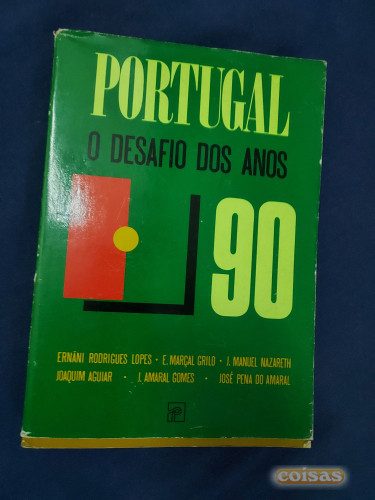 PORTUGAL
O DESAFIO DOS ANOS
90
ERNÂNI RODRIGUES LOPES · E. MARÇAL GRILO · J. MANUEL NAZARETH
JOAQUIM AGUIAR · J. AMARAL GOMES · JOSÉ PENA DO AMARAL
coisas